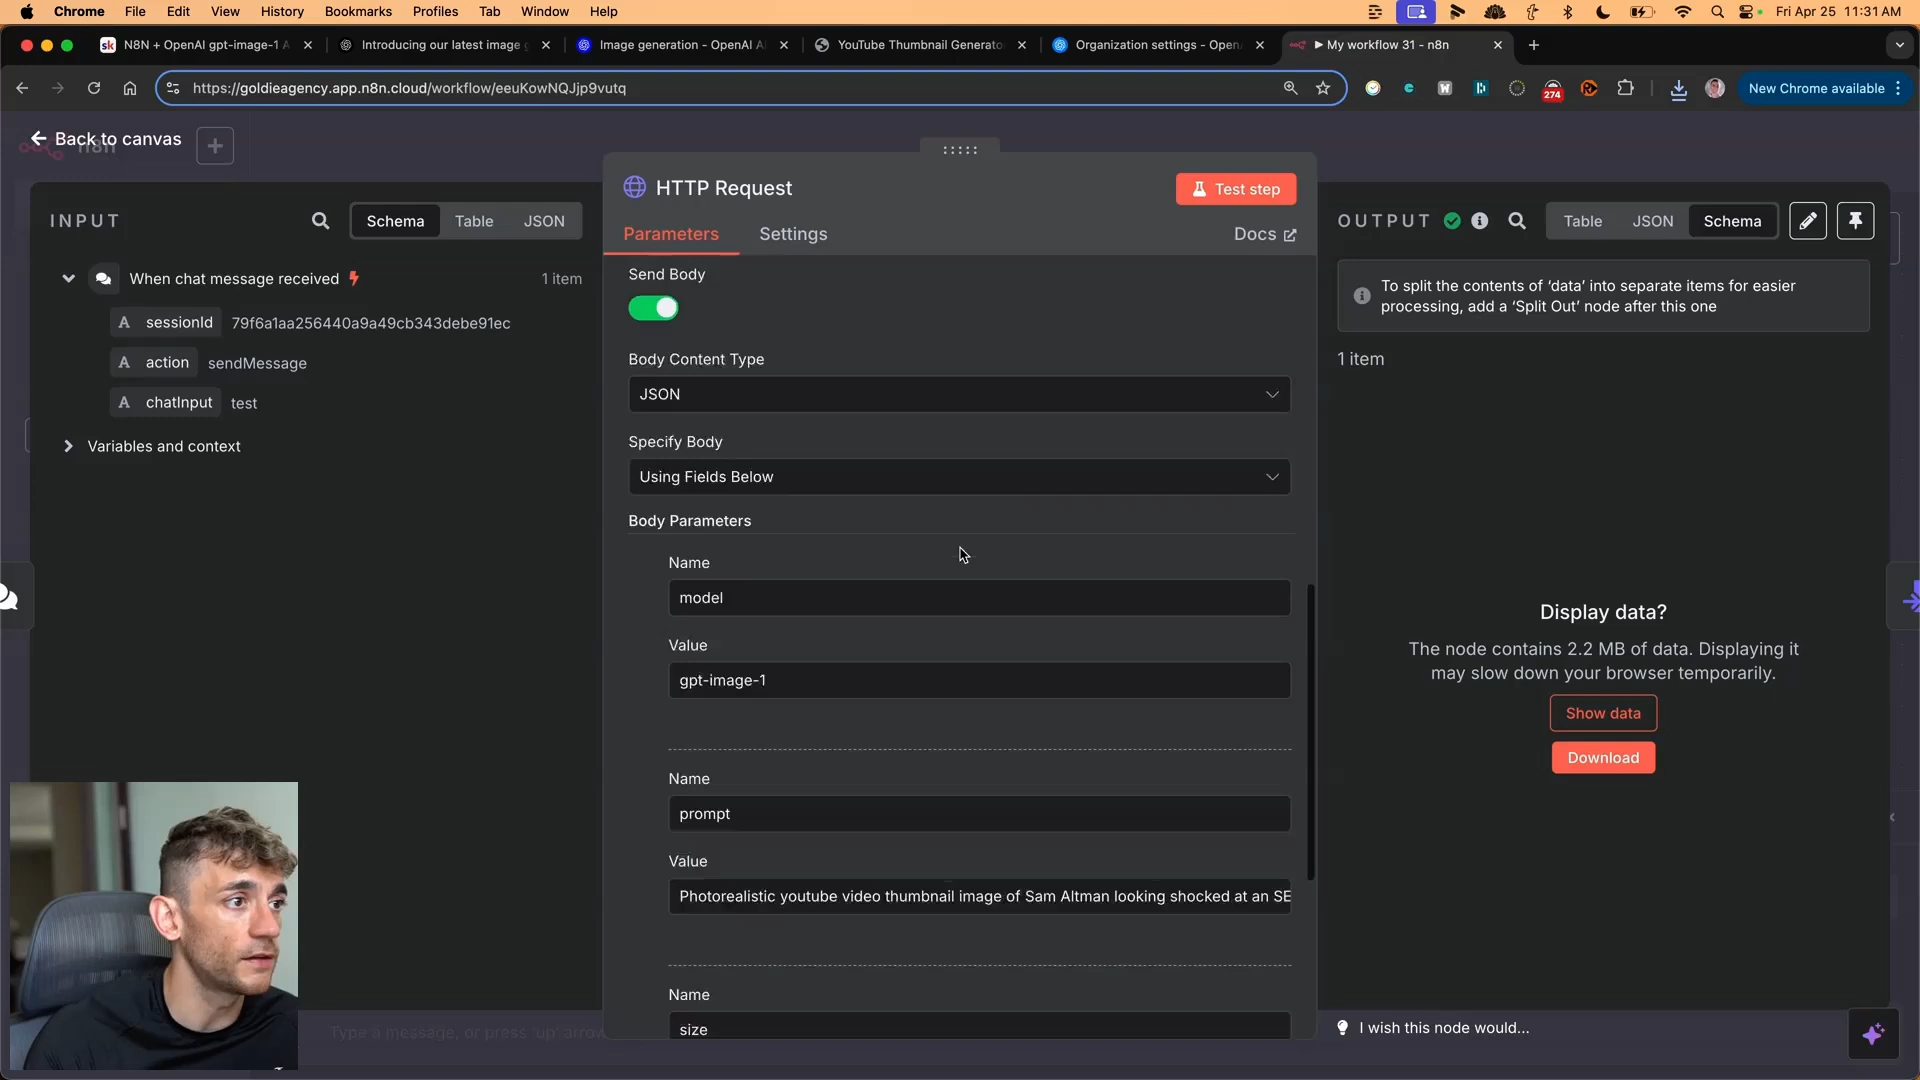 Chrome File Edit View History Bookmarks Profiles Tab Window Help Fri Apr 25 11:31 AM
N8N + OpenAI gpt-image-1 A Introducing our latest image g Image generation - OpenAI A YouTube Thumbnail Generato Organization settings - Open My workflow 31 - n8n
https://goldieagency.app.n8n.cloud/workflow/eeuKowNQJjp9vutq 274 New Chrome available
Back to canvas
n8n
HTTP Request Test step
INPUT Schema Table JSON
Parameters Settings Docs
OUTPUT Table JSON Schema
When chat message received 1 item
A sessionId 79f6a1aa256440a9a49cb343debe91ec
A action sendMessage
A chatInput test
Variables and context
Send Body
Body Content Type
JSON
Specify Body
Using Fields Below
Body Parameters
Name
model
Value
gpt-image-1
Name
prompt
Value
Photorealistic youtube video thumbnail image of Sam Altman looking shocked at an SE
Name
size
To split the contents of ‘data’ into separate items for easier
processing, add a ‘Split Out’ node after this one
1 item
Display data?
The node contains 2.2 MB of data. Displaying it
may slow down your browser temporarily.
Show data
Download
Type a message, or press ‘up’ arrow
I wish this node would...